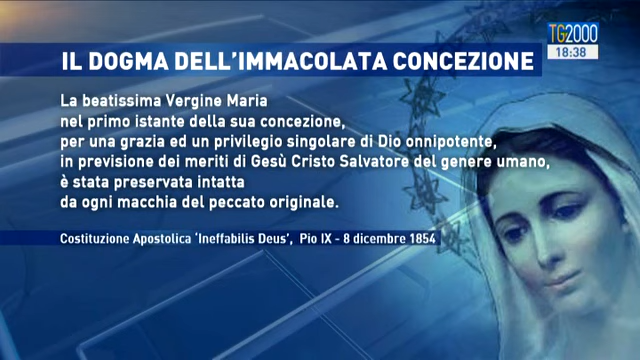 TG2000
18:38
IL DOGMA DELL'IMMACOLATA CONCEZIONE
La beatissima Vergine Maria
nel primo istante della sua concezione,
per una grazia ed un privilegio singolare di Dio onnipotente,
in previsione dei meriti di Gesù Cristo Salvatore del genere umano,
è stata preservata intatta
da ogni macchia del peccato originale.
Costituzione Apostolica 'Ineffabilis Deus', Pio IX - 8 dicembre 1854